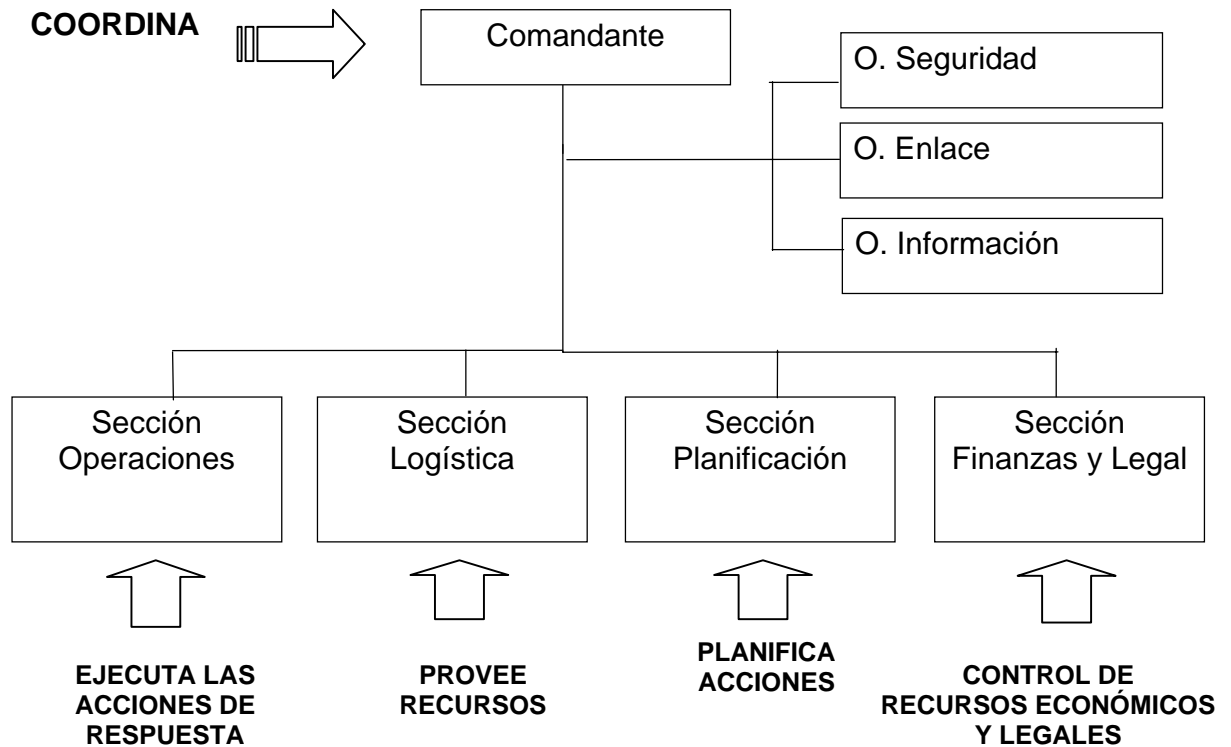 COORDINA
Comandante
O. Seguridad
O. Enlace
O. Información
Sección
Operaciones
Sección
Logística
Sección
Planificación
Sección
Finanzas y Legal
EJECUTA LAS
ACCIONES DE
RESPUESTA
PROVEE
RECURSOS
PLANIFICA
ACCIONES
CONTROL DE
RECURSOS ECONÓMICOS
Y LEGALES